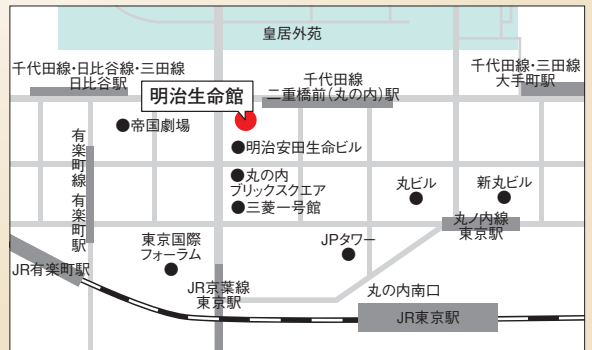 皇居外苑
千代田線・日比谷線・三田線
日比谷駅
千代田線
二重橋前（丸の内）駅
千代田線・三田線
大手町駅
明治生命館
帝国劇場
明治安田生命ビル
有楽町線 有楽町駅
丸の内
ブリックスクエア
三菱一号館
丸ビル
新丸ビル
丸ノ内線
東京駅
東京国際
フォーラム
JPタワー
JR有楽町駅
JR京葉線
東京駅
丸の内南口
JR東京駅